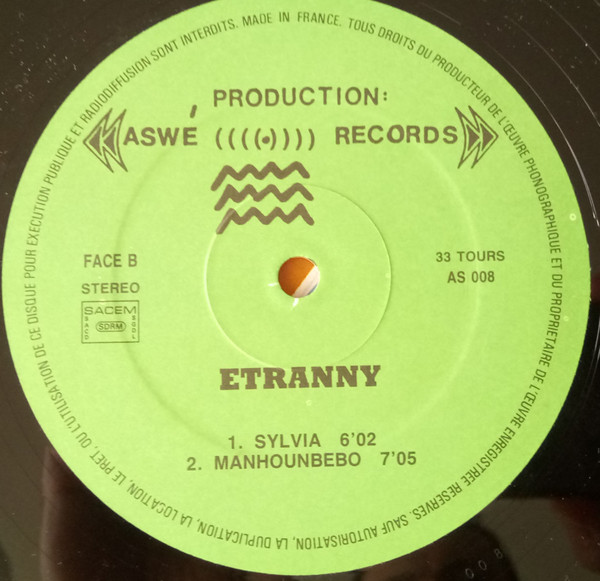 MADE IN FRANCE. TOUS DROITS DU PRODUCTEUR DE L'ŒUVRE PHONOGRAPHIQUE ET DU PROPRIETAIRE DE L'ŒUVRE ENREGISTREE RESERVES. SAUF AUTORISATION, LA DUPLICATION, LA LOCATION, LE PRET, OU L'UTILISATION DE CE DISQUE POUR EXECUTION PUBLIQUE ET RADIODIFFUSION SONT INTERDITS.
PRODUCTION:
ASWÉ ((((•)))) RECORDS
FACE B
STEREO
33 TOURS
AS 008
SACEM
SACD
SDRM
SGDL
ETRANNY
1. SYLVIA 6'02
2. MANHOUNBEBO 7'05
008